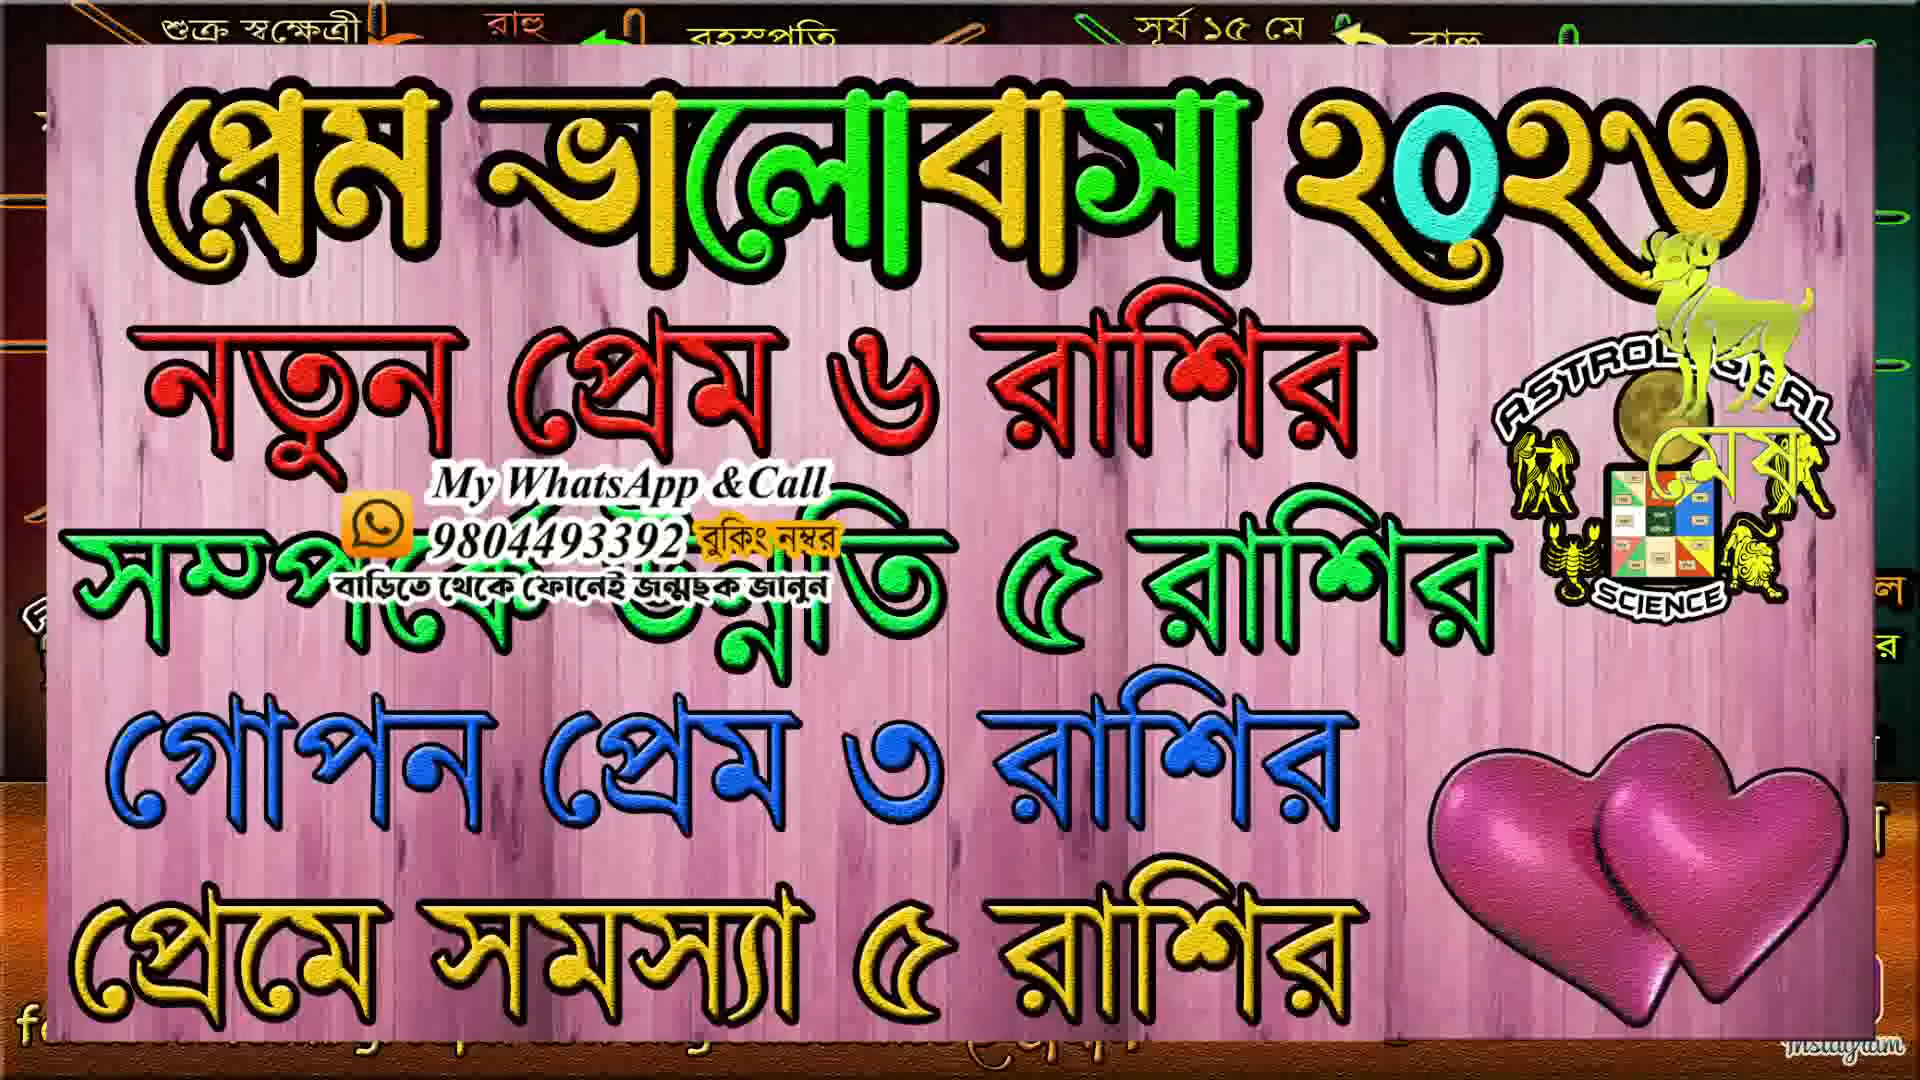 শুক্র স্বক্ষেত্রী রাহু বৃহস্পতি সূর্য ১৫ মে রাহু
প্রেম ভালোবাসা ২০২৩
নতুন প্রেম ৬ রাশির
ASTROLOGICAL
মেষ
My WhatsApp &Call
9804493392 বুকিং নম্বর
বাড়িতে থেকে ফোনেই জন্মছক জানুন
সম্পর্কে উন্নতি ৫ রাশির
SCIENCE
গোপন প্রেম ৩ রাশির
প্রেমে সমস্যা ৫ রাশির
Instagram